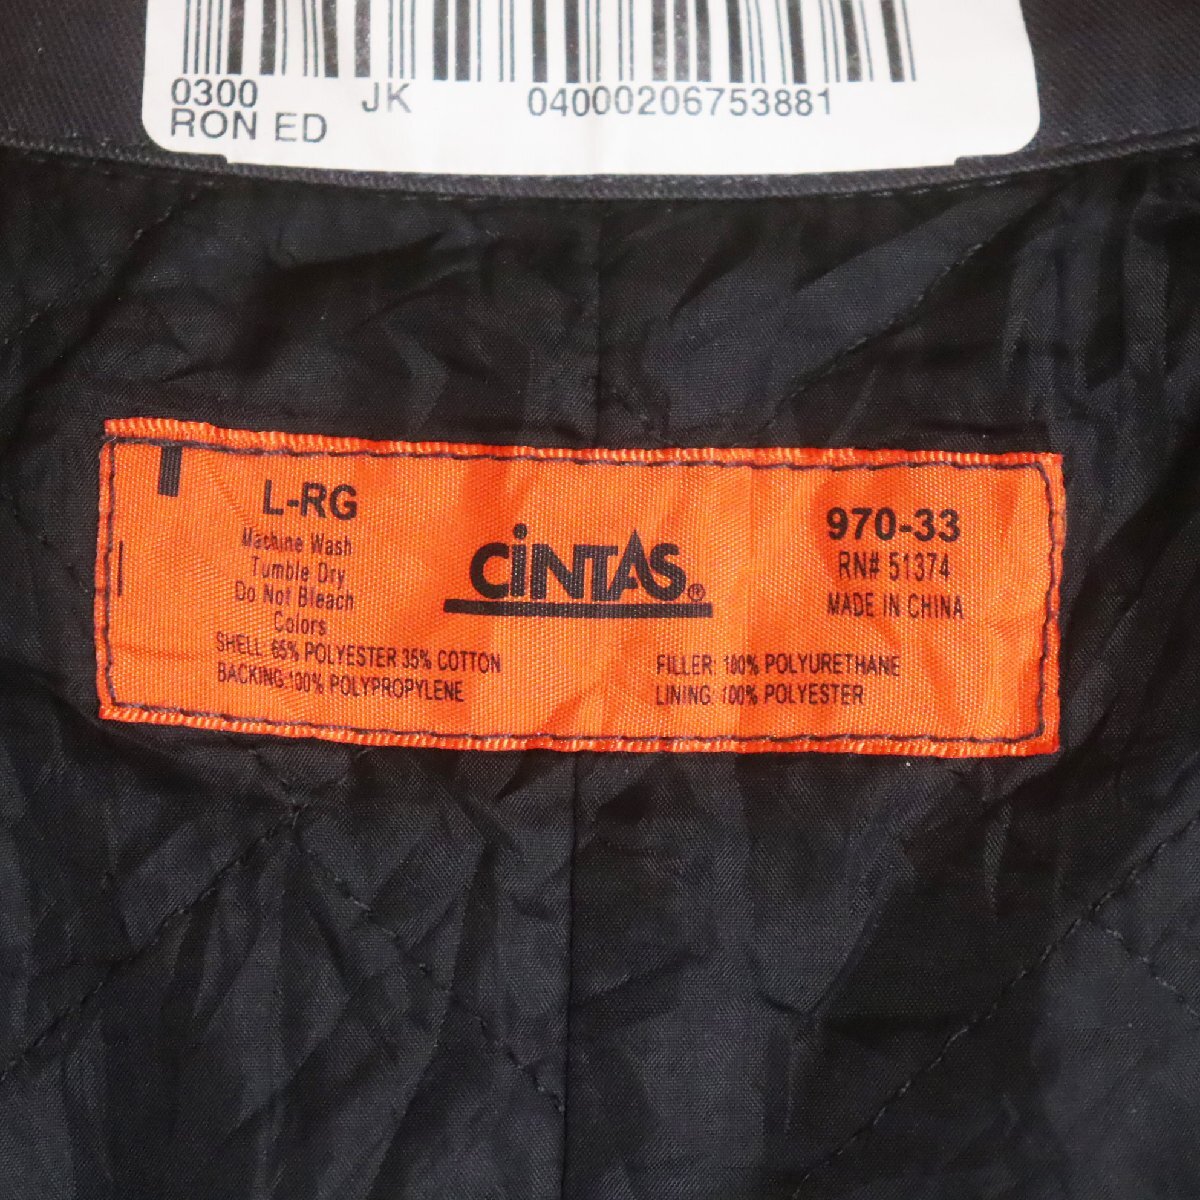 0300 JK 04000206753881
RON ED
L-RG
Machine Wash
Tumble Dry
Do Not Bleach
Colors
SHELL: 65% POLYESTER 35% COTTON
BACKING:100% POLYPROPYLENE
CiNTAS®
970-33
RN# 51374
MADE IN CHINA
FILLER: 100% POLYURETHANE
LINING: 100% POLYESTER